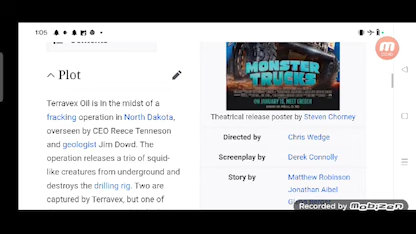 1:05
Plot
Terravex Oil is in the midst of a
fracking operation in North Dakota,
overseen by CEO Reece Tenneson
and geologist Jim Dowd. The
operation releases a trio of squid-
like creatures from underground and
destroys the drilling rig. Two are
captured by Terravex, but one of
MONSTER
TRUCKS
Theatrical release poster by Steven Chorney
Directed by Chris Wedge
Screenplay by Derek Connolly
Story by Matthew Robinson
Jonathan Aibel
Recorded by Mobizen